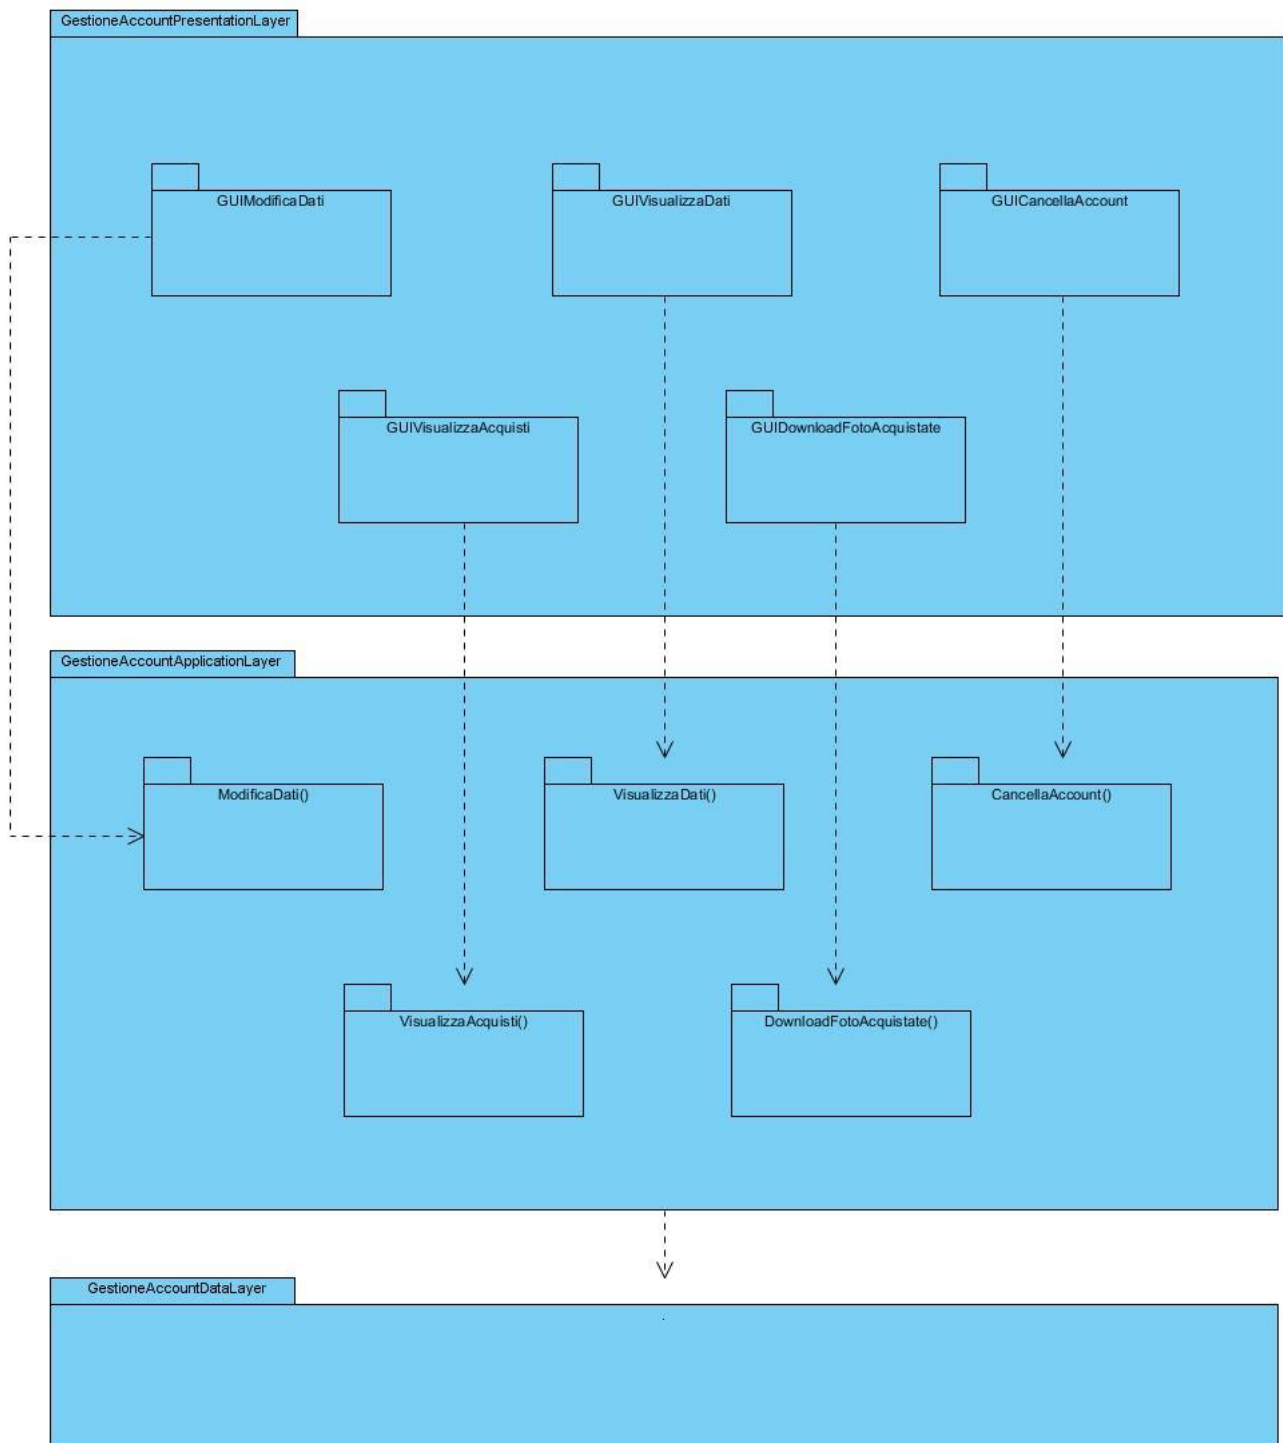 GestioneAccountPresentationLayer
GUIModificaDati
GUIVisualizzaDati
GUICancellaAccount
GUIVisualizzaAcquisti
GUIDownloadFotoAcquistate
GestioneAccountApplicationLayer
ModificaDati()
VisualizzaDati()
CancellaAccount()
VisualizzaAcquisti()
DownloadFotoAcquistate()
GestioneAccountDataLayer
.